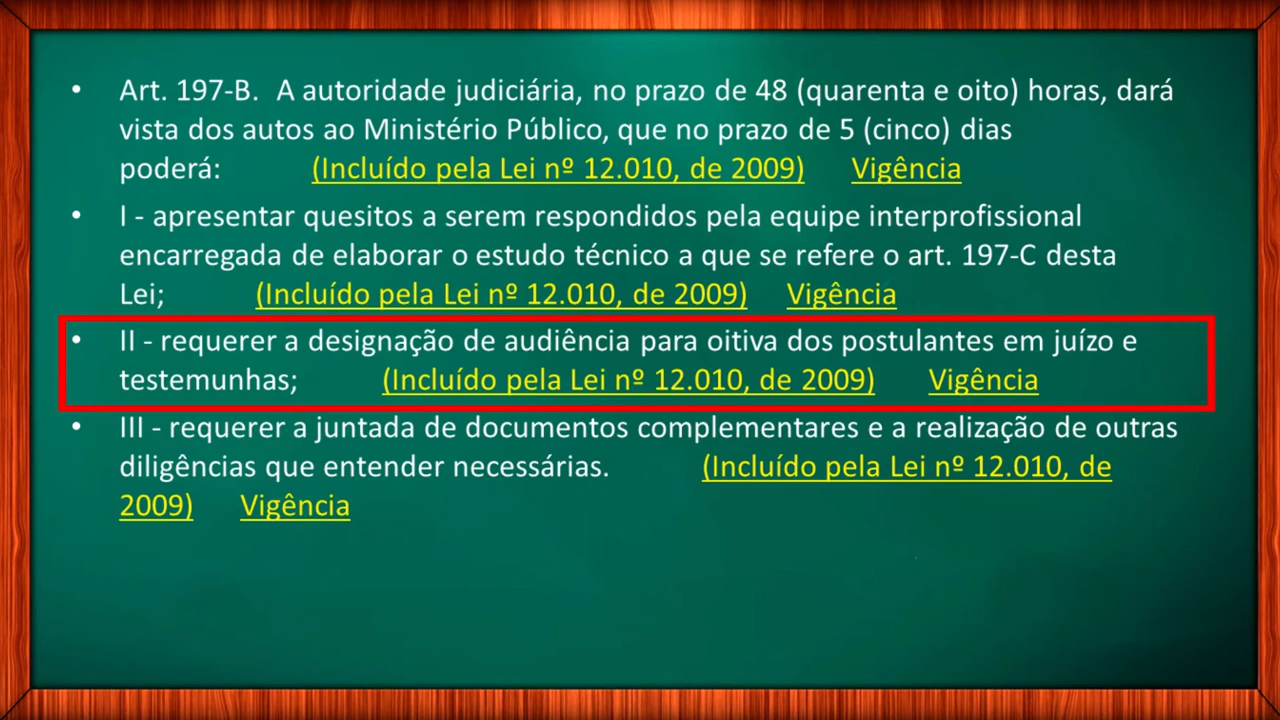 • Art. 197-B. A autoridade judiciária, no prazo de 48 (quarenta e oito) horas, dará
vista dos autos ao Ministério Público, que no prazo de 5 (cinco) dias
poderá: (Incluído pela Lei nº 12.010, de 2009) Vigência
• I - apresentar quesitos a serem respondidos pela equipe interprofissional
encarregada de elaborar o estudo técnico a que se refere o art. 197-C desta
Lei; (Incluído pela Lei nº 12.010, de 2009) Vigência
• II - requerer a designação de audiência para oitiva dos postulantes em juízo e
testemunhas; (Incluído pela Lei nº 12.010, de 2009) Vigência
• III - requerer a juntada de documentos complementares e a realização de outras
diligências que entender necessárias. (Incluído pela Lei nº 12.010, de
2009) Vigência